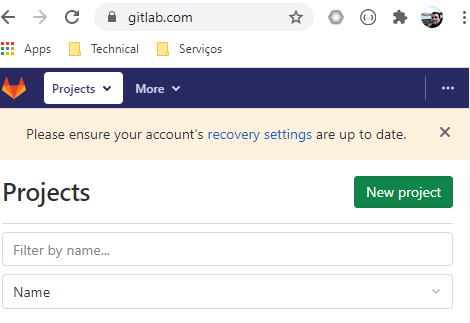 gitlab.com
Apps Technical Serviços
Projects More
Please ensure your account's recovery settings are up to date.
Projects New project
Filter by name...
Name